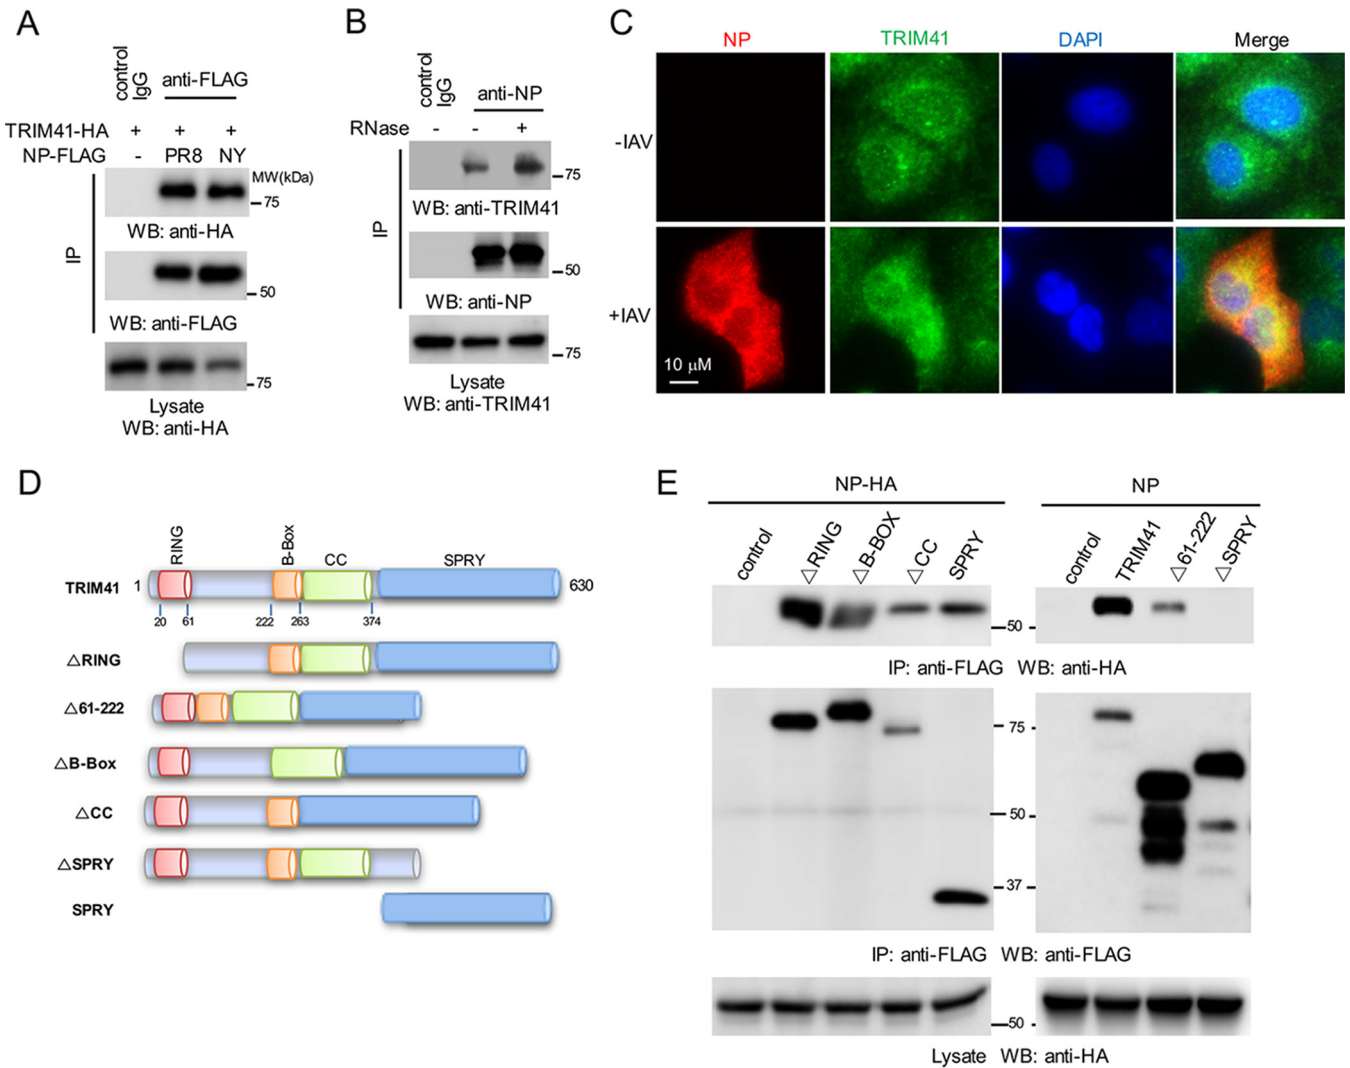 A
control IgG
anti-FLAG
TRIM41-HA + + +
NP-FLAG - PR8 NY
MW(kDa)
75
WB: anti-HA
IP
50
WB: anti-FLAG
75
Lysate
WB: anti-HA
B
control IgG
anti-NP
RNase - - +
75
WB: anti-TRIM41
IP
50
WB: anti-NP
75
Lysate
WB: anti-TRIM41
C
NP TRIM41 DAPI Merge
-IAV
+IAV
10 μM
D
RING B-Box CC SPRY
TRIM41 1 630
20 61 222 263 374
△RING
△61-222
△B-Box
△CC
△SPRY
SPRY
E
NP-HA NP
control △RING △B-BOX △CC SPRY control TRIM41 △61-222 △SPRY
50
IP: anti-FLAG WB: anti-HA
75
50
37
75
50
37
IP: anti-FLAG WB: anti-FLAG
50
Lysate WB: anti-HA